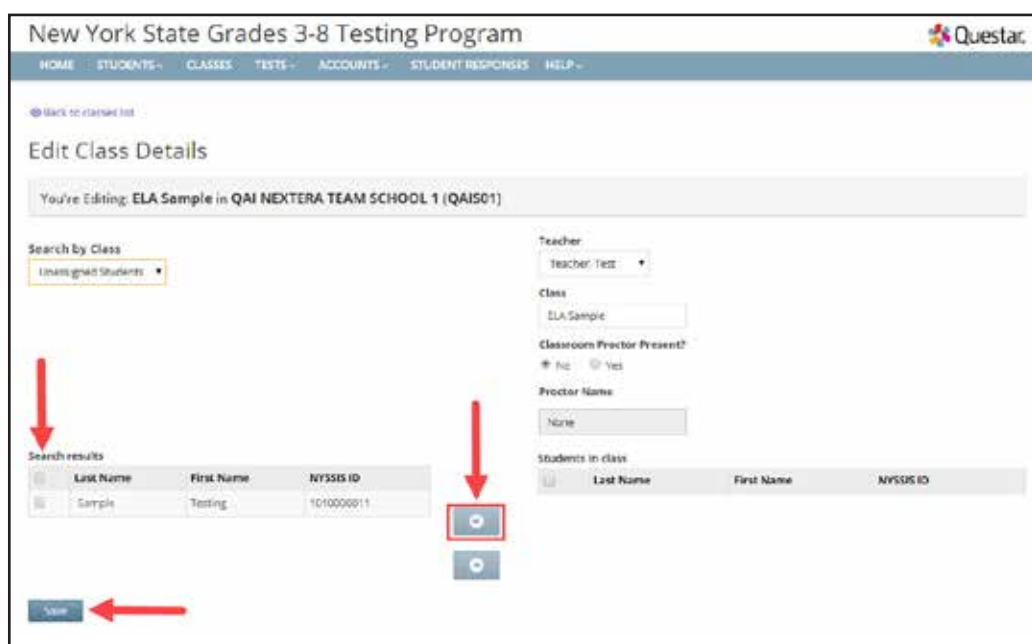 New York State Grades 3-8 Testing Program
Questar
HOME STUDENTS CLASSES TESTS ACCOUNTS STUDENT RESPONSES HELP
Back to classes list
Edit Class Details
You're Editing: ELA Sample in QAI NEXTERA TEAM SCHOOL 1 (QAIS01)
Search by Class
Unassigned Students
Teacher
Teacher, Test
Class
ELA Sample
Classroom Proctor Present?
No Yes
Proctor Name
None
Search results
Last Name First Name NYSSIS ID
Sample Testing 1010000011
Students in class
Last Name First Name NYSSIS ID
Save